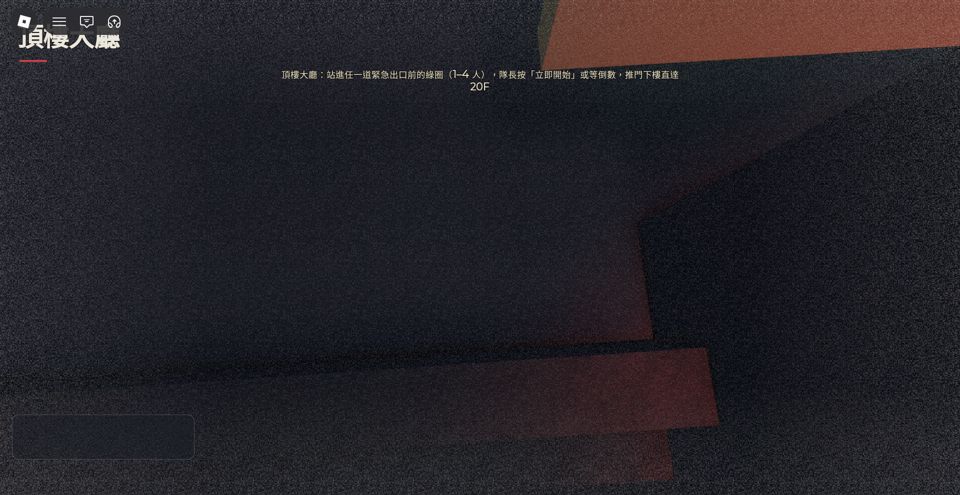 頂樓大廳
頂樓大廳：站進任一道緊急出口前的綠圈（1–4 人），隊長按「立即開始」或等倒數，推門下樓直達
20F